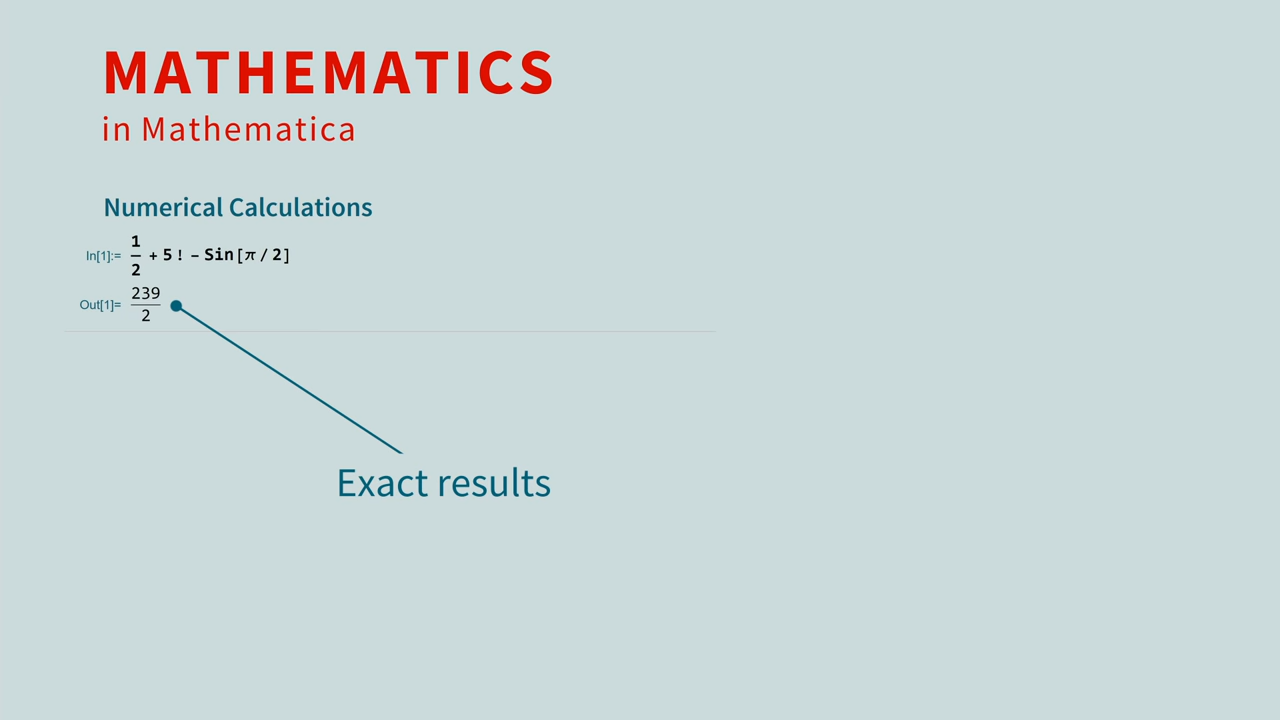 MATHEMATICS
in Mathematica
Numerical Calculations
In[1]:= 1/2 + 5! - Sin[π/2]
Out[1]= 239/2
Exact results